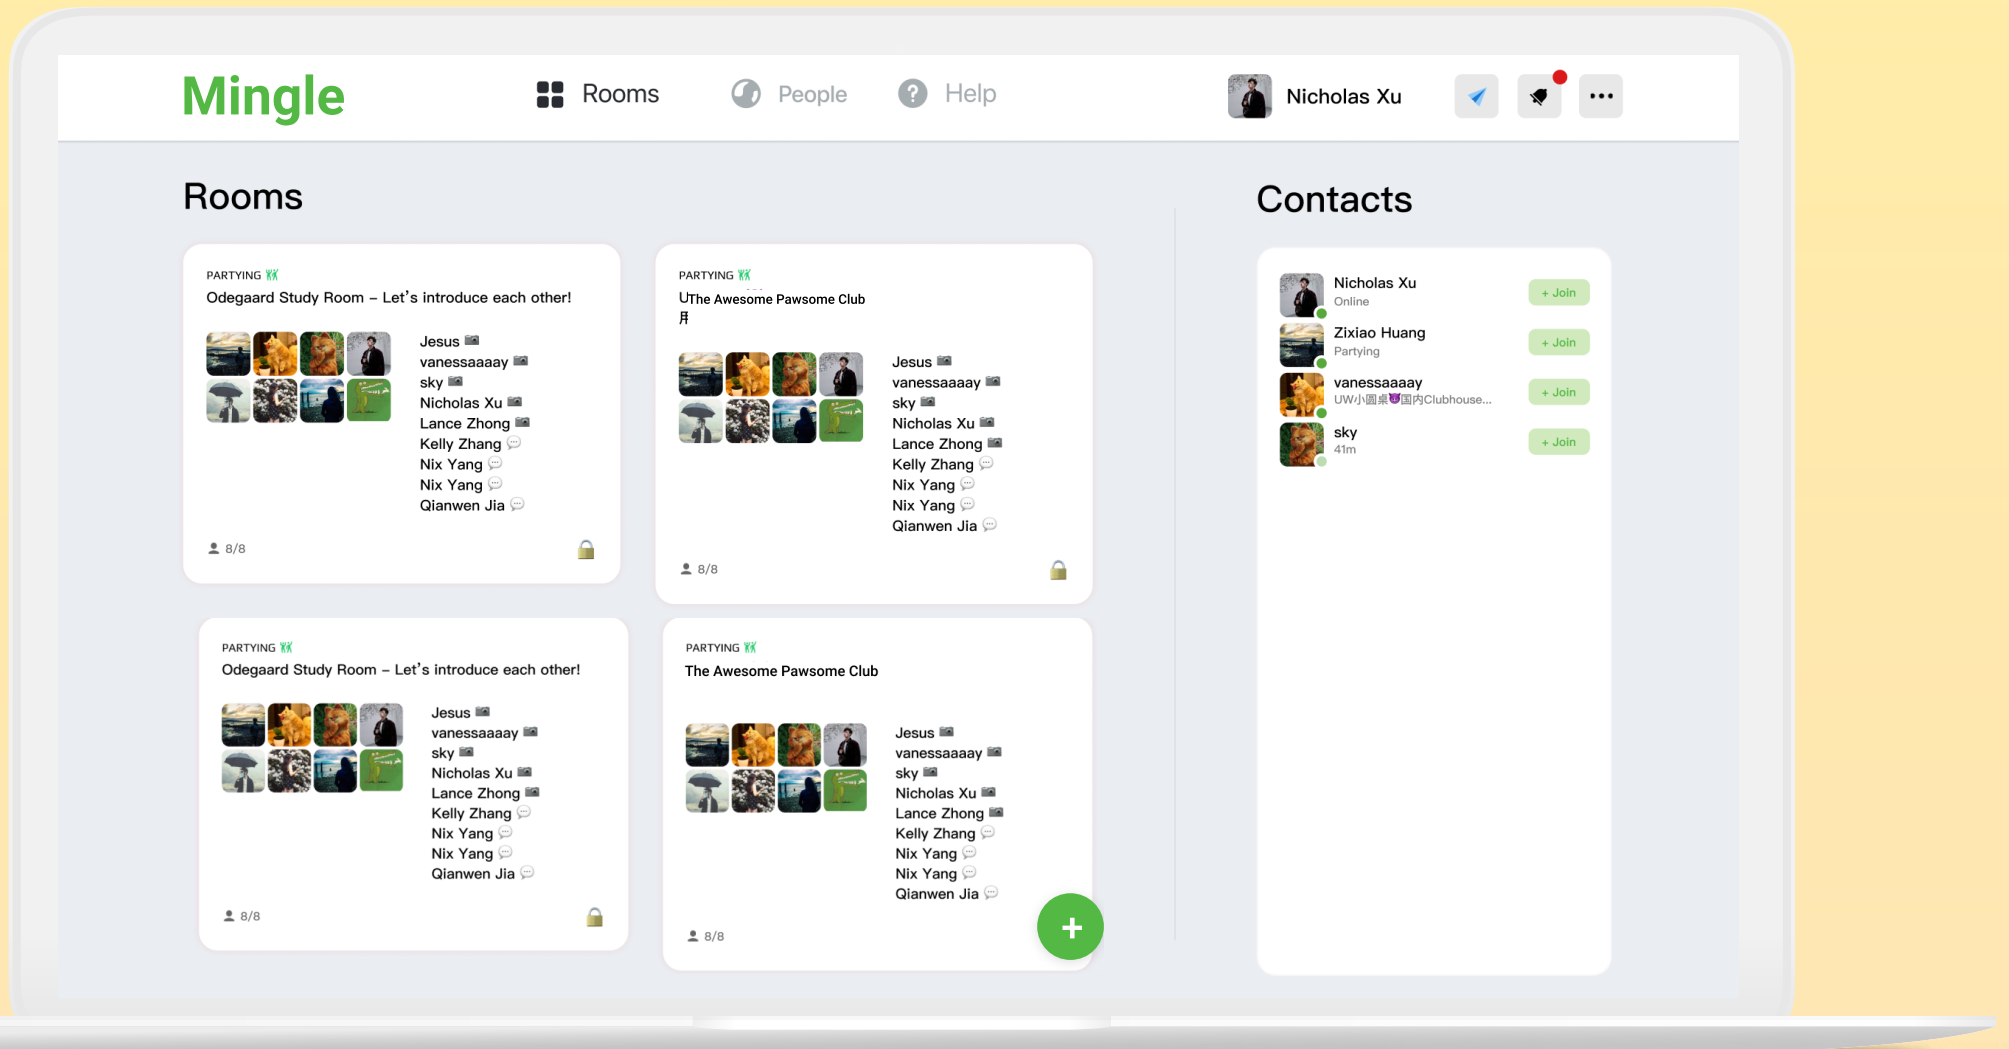 Mingle
Rooms
People
Help
Nicholas Xu
Rooms
Contacts
PARTYING
Odegaard Study Room – Let's introduce each other!
Jesus
vanessaaaay
sky
Nicholas Xu
Lance Zhong
Kelly Zhang
Nix Yang
Nix Yang
Qianwen Jia
8/8
PARTYING
The Awesome Pawsome Club
Jesus
vanessaaaay
sky
Nicholas Xu
Lance Zhong
Kelly Zhang
Nix Yang
Nix Yang
Qianwen Jia
8/8
PARTYING
Odegaard Study Room – Let's introduce each other!
Jesus
vanessaaaay
sky
Nicholas Xu
Lance Zhong
Kelly Zhang
Nix Yang
Nix Yang
Qianwen Jia
8/8
PARTYING
The Awesome Pawsome Club
Jesus
vanessaaaay
sky
Nicholas Xu
Lance Zhong
Kelly Zhang
Nix Yang
Nix Yang
Qianwen Jia
8/8
+
Nicholas Xu
Online
+ Join
Zixiao Huang
Partying
+ Join
vanessaaaay
UW小圆桌😈国内Clubhouse...
+ Join
sky
41m
+ Join